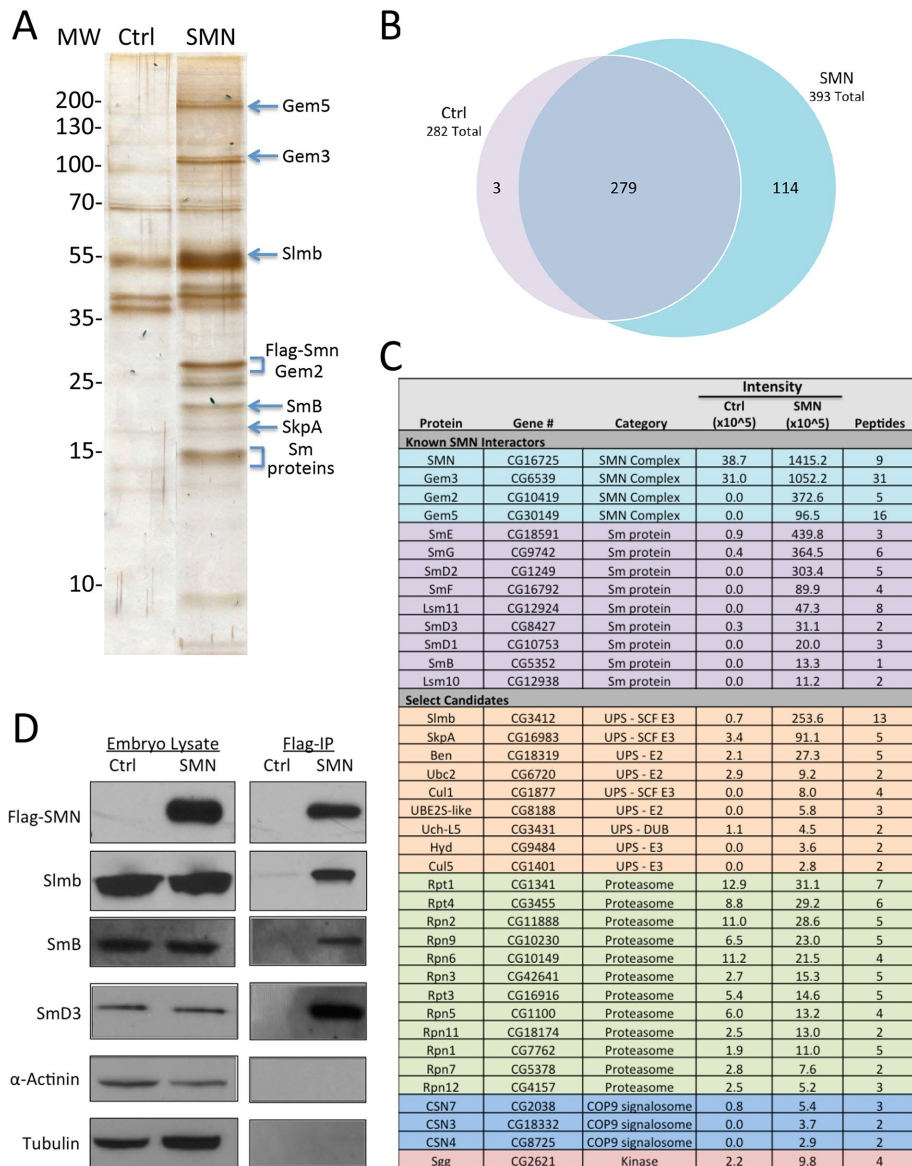 A
MW Ctrl SMN
200-
130-
100-
70-
55-
35-
25-
15-
10-
Gem5
Gem3
Slmb
Flag-Smn
Gem2
SmB
SkpA
Sm
proteins
B
Ctrl
282 Total
SMN
393 Total
3
279
114
C
Intensity
Protein Gene # Category Ctrl (x10^5) SMN (x10^5) Peptides
Known SMN Interactors
SMN CG16725 SMN Complex 38.7 1415.2 9
Gem3 CG6539 SMN Complex 31.0 1052.2 31
Gem2 CG10419 SMN Complex 0.0 372.6 5
Gem5 CG30149 SMN Complex 0.0 96.5 16
SmE CG18591 Sm protein 0.9 439.8 3
SmG CG9742 Sm protein 0.4 364.5 6
SmD2 CG1249 Sm protein 0.0 303.4 5
SmF CG16792 Sm protein 0.0 89.9 4
Lsm11 CG12924 Sm protein 0.0 47.3 8
SmD3 CG8427 Sm protein 0.3 31.1 2
SmD1 CG10753 Sm protein 0.0 20.0 3
SmB CG5352 Sm protein 0.0 13.3 1
Lsm10 CG12938 Sm protein 0.0 11.2 2
Select Candidates
Slmb CG3412 UPS - SCF E3 0.7 253.6 13
SkpA CG16983 UPS - SCF E3 3.4 91.1 5
Ben CG18319 UPS - E2 2.1 27.3 5
Ubc2 CG6720 UPS - E2 2.9 9.2 2
Cul1 CG1877 UPS - SCF E3 0.0 8.0 4
UBE2S-like CG8188 UPS - E2 0.0 5.8 3
Uch-L5 CG3431 UPS - DUB 1.1 4.5 2
Hyd CG9484 UPS - E3 0.0 3.6 2
Cul5 CG1401 UPS - E3 0.0 2.8 2
Rpt1 CG1341 Proteasome 12.9 31.1 7
Rpt4 CG3455 Proteasome 8.8 29.2 6
Rpn2 CG11888 Proteasome 11.0 28.6 5
Rpn9 CG10230 Proteasome 6.5 23.0 5
Rpn6 CG10149 Proteasome 11.2 21.5 4
Rpn3 CG42641 Proteasome 2.7 15.3 5
Rpt3 CG16916 Proteasome 5.4 14.6 5
Rpn5 CG1100 Proteasome 6.0 13.2 4
Rpn11 CG18174 Proteasome 2.5 13.0 2
Rpn1 CG7762 Proteasome 1.9 11.0 5
Rpn7 CG5378 Proteasome 2.8 7.6 2
Rpn12 CG4157 Proteasome 2.5 5.2 3
CSN7 CG2038 COP9 signalosome 0.8 5.4 3
CSN3 CG18332 COP9 signalosome 0.0 3.7 2
CSN4 CG8725 COP9 signalosome 0.0 2.9 2
Sgg CG2621 Kinase 2.2 9.8 4
D
Embryo Lysate Flag-IP
Ctrl SMN Ctrl SMN
Flag-SMN
Slmb
SmB
SmD3
α-Actinin
Tubulin